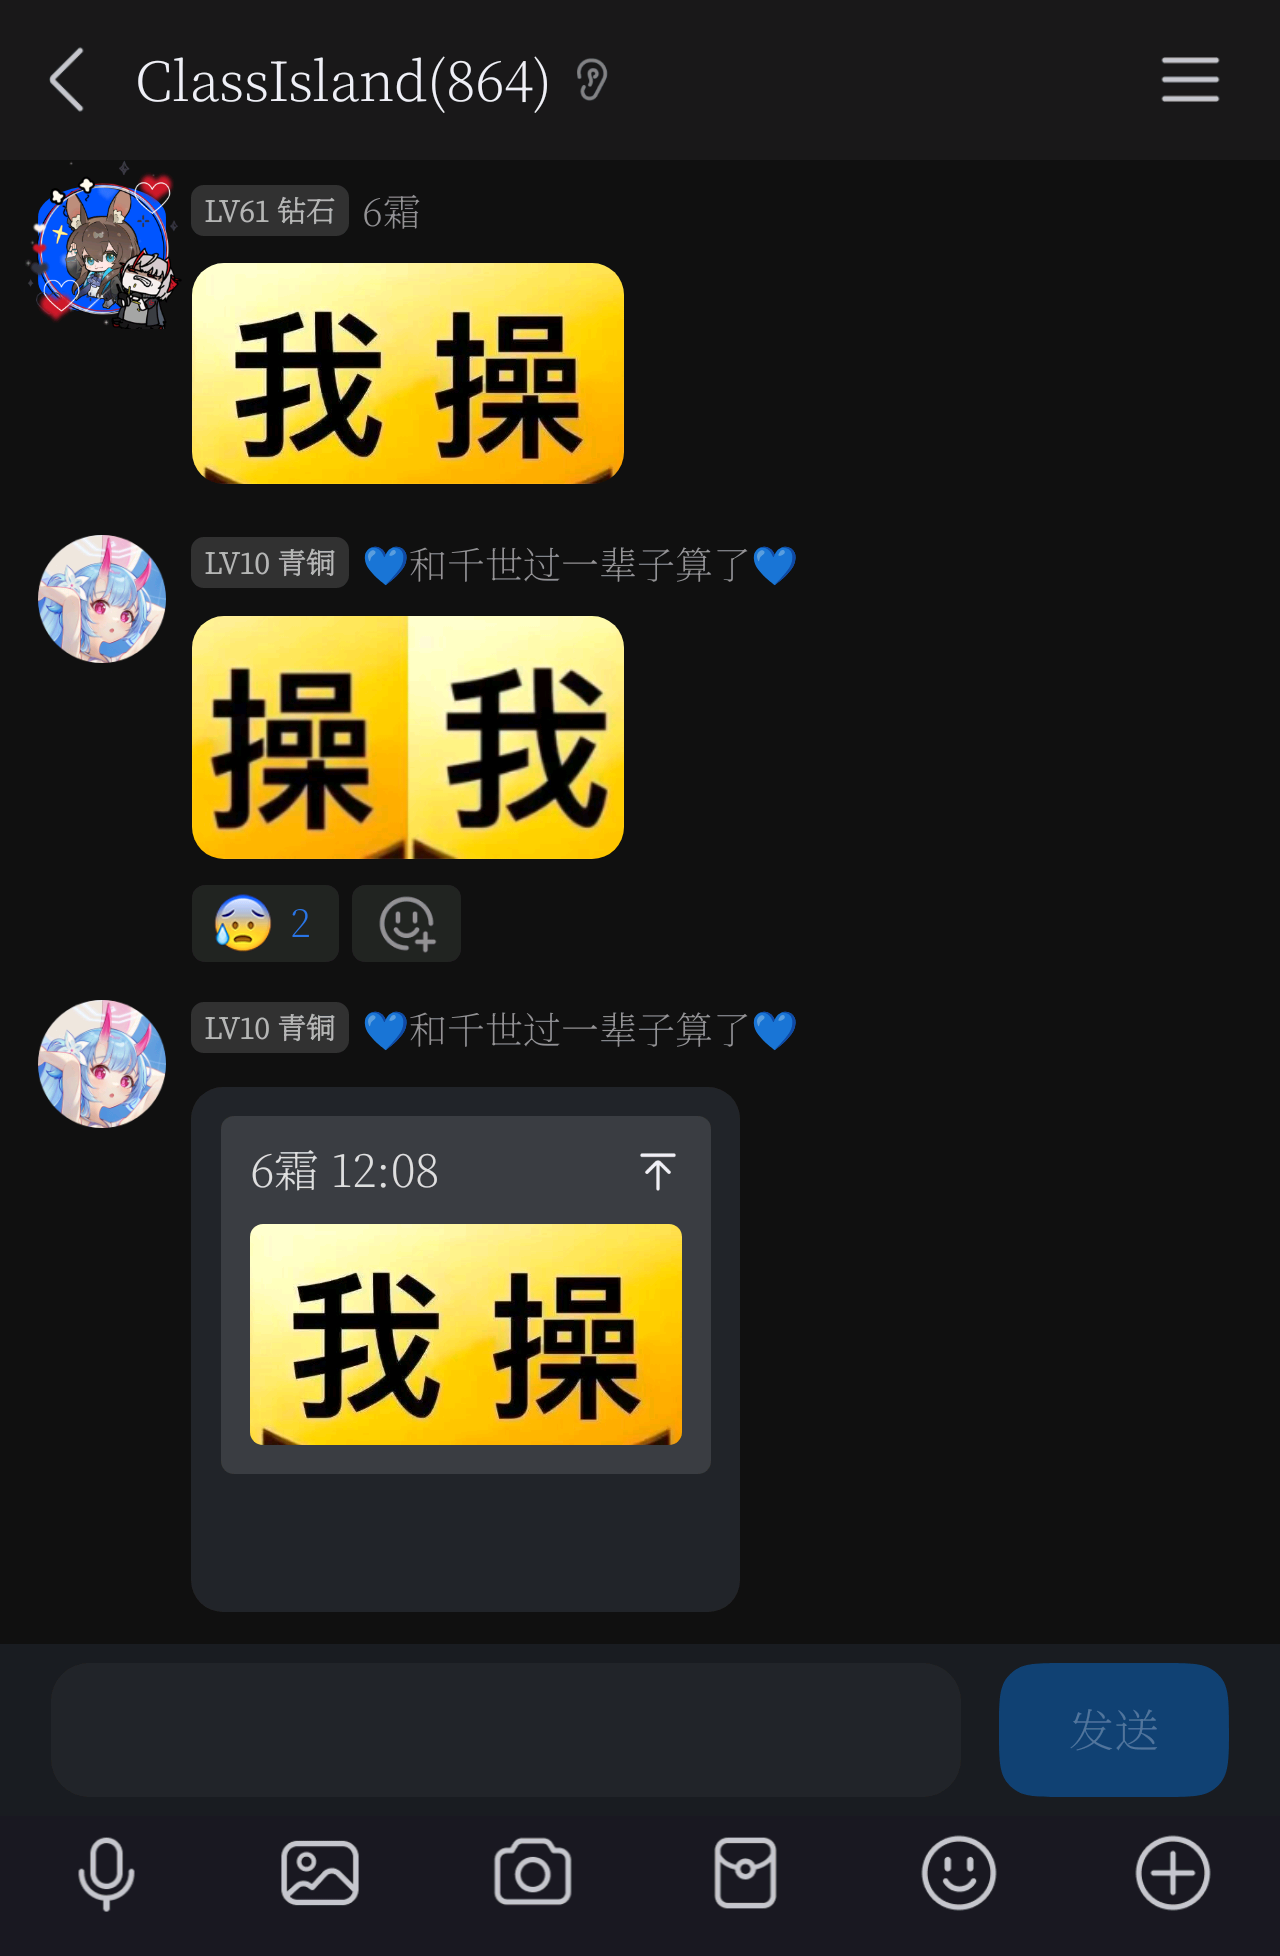 ClassIsland(864)
LV61 钻石 6霜
我 操
LV10 青铜 💙和千世过一辈子算了💙
操 我
2
LV10 青铜 💙和千世过一辈子算了💙
6霜 12:08
我 操
发送